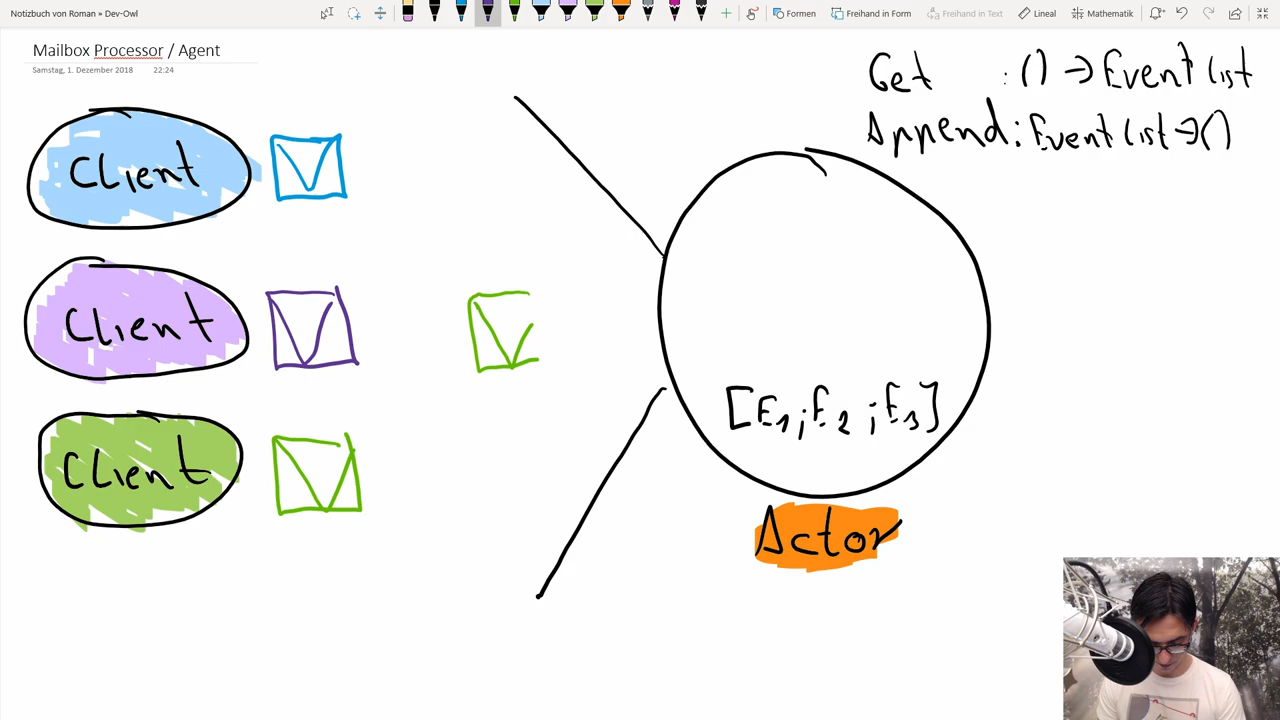 Notizbuch von Roman » Dev-Owl
Formen
Freihand in Form
Freihand in Text
Lineal
Mathematik
Mailbox Processor / Agent
Samstag, 1. Dezember 2018 22:24
Get : () → Event list
Append : Event list → ()
Client
Client
Client
[E1; E2; E3]
Actor